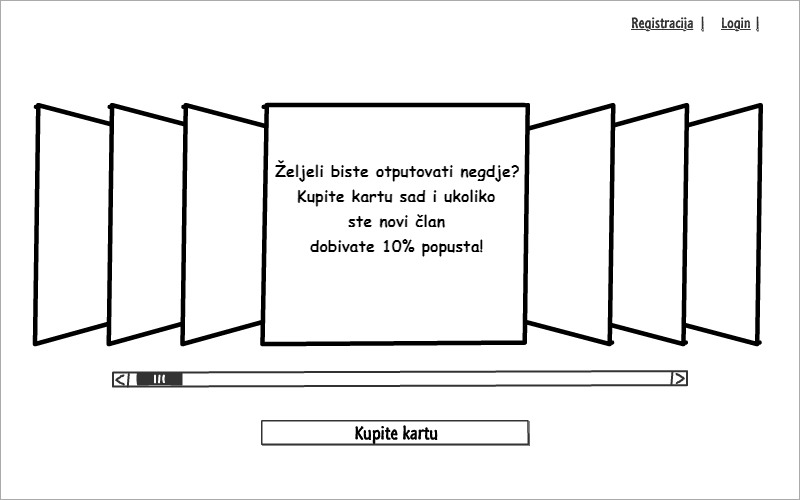 Registracija | Login |
Željeli biste otputovati negdje?
Kupite kartu sad i ukoliko
ste novi član
dobivate 10% popusta!
Kupite kartu